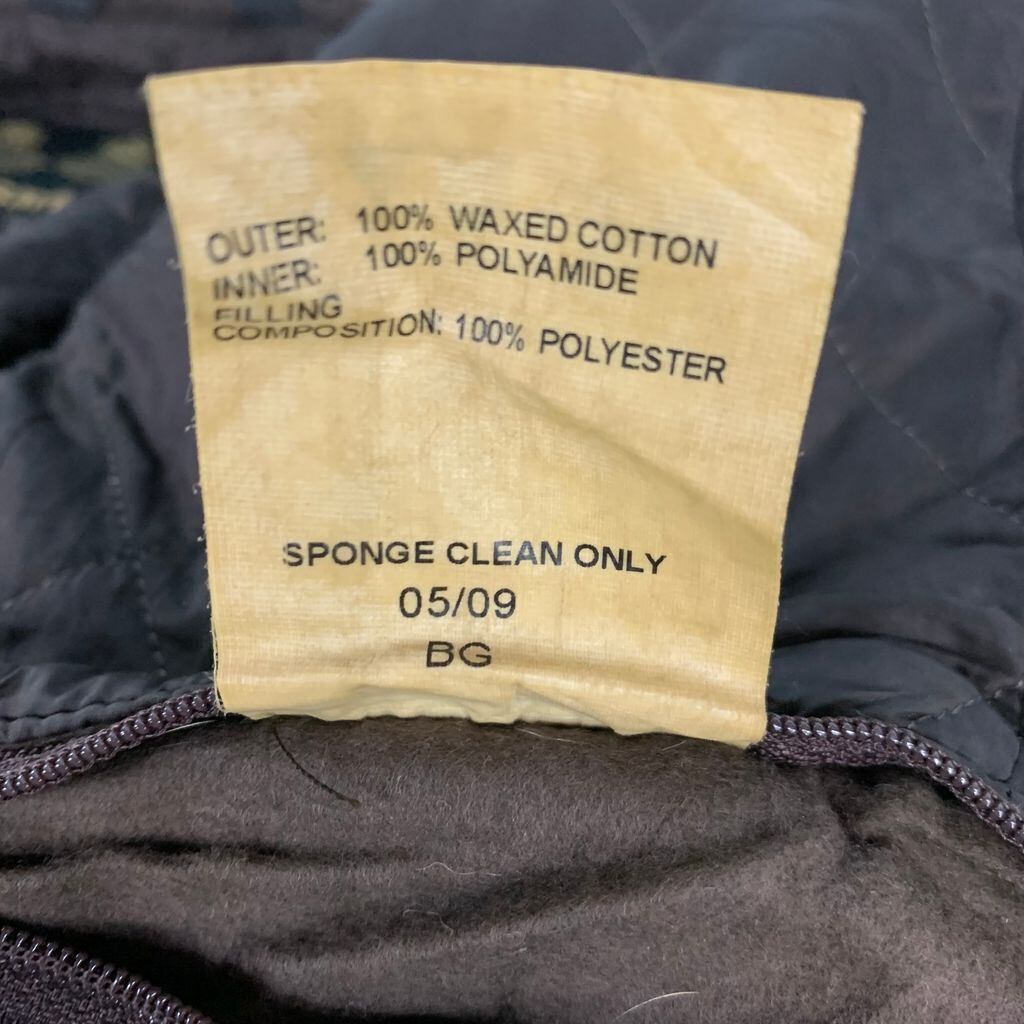 OUTER: 100% WAXED COTTON
INNER: 100% POLYAMIDE
FILLING
COMPOSITION: 100% POLYESTER
SPONGE CLEAN ONLY
05/09
BG